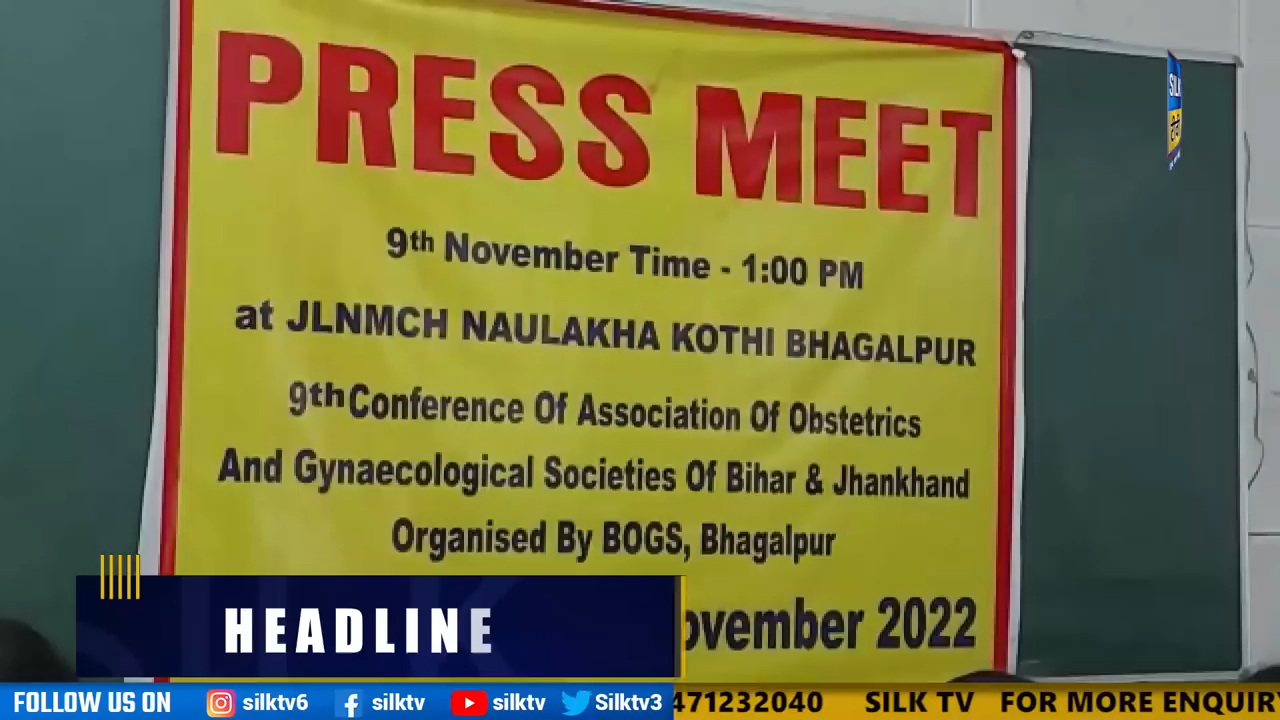 PRESS MEET
9th November Time - 1:00 PM
at JLNMCH NAULAKHA KOTHI BHAGALPUR
9th Conference Of Association Of Obstetrics
And Gynaecological Societies Of Bihar & Jhankhand
Organised By BOGS, Bhagalpur
ovember 2022
SILK
टीवी
HEADLINE
FOLLOW US ON silktv6 silktv silktv Silktv3 471232040 SILK TV FOR MORE ENQUIR